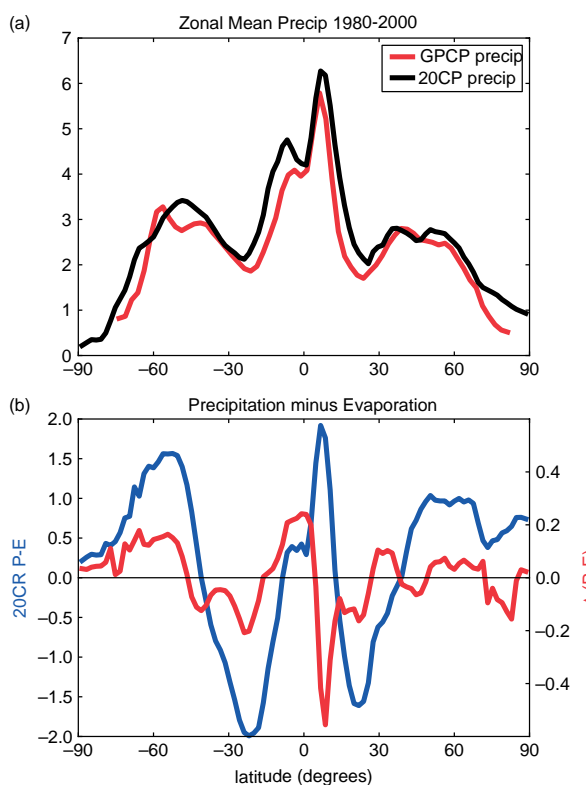 (a)
Zonal Mean Precip 1980-2000
7
6
5
4
3
2
1
0
GPCP precip
20CP precip
−90 −60 −30 0 30 60 90
(b)
Precipitation minus Evaporation
2.0
1.5
1.0
0.5
0.0
−0.5
−1.0
−1.5
−2.0
20CR P-E
0.4
0.2
0.0
−0.2
−0.4
−90 −60 −30 0 30 60 90
latitude (degrees)